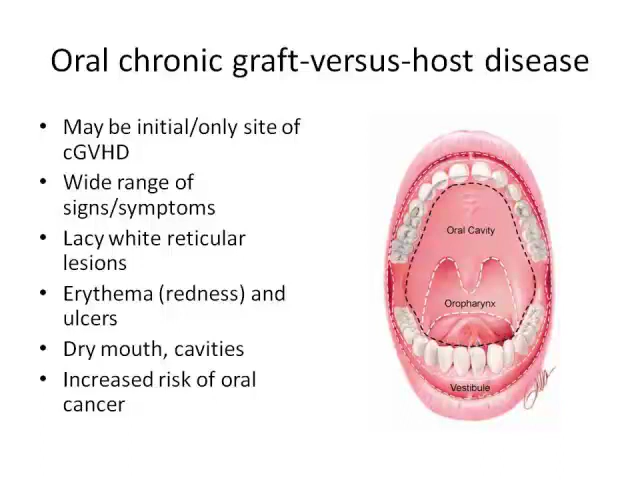 Oral chronic graft-versus-host disease
• May be initial/only site of
cGVHD
• Wide range of
signs/symptoms
• Lacy white reticular
lesions
• Erythema (redness) and
ulcers
• Dry mouth, cavities
• Increased risk of oral
cancer
Oral Cavity
Oropharynx
Vestibule